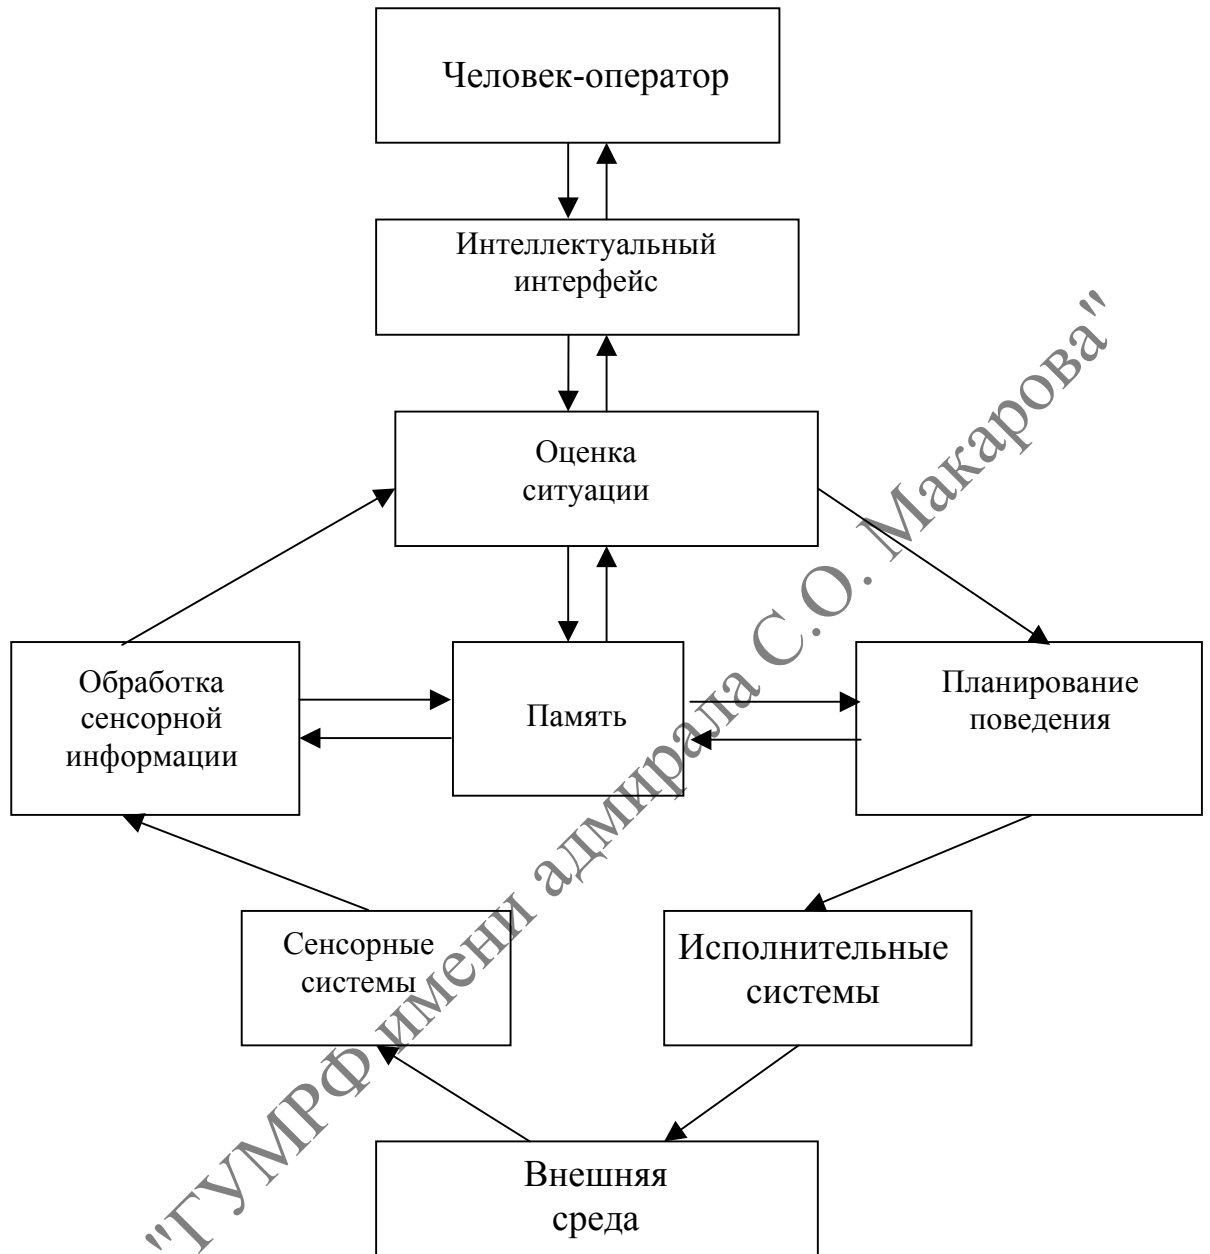 Человек-оператор
Интеллектуальный
интерфейс
Оценка
ситуации
Обработка
сенсорной
информации
Память
Планирование
поведения
Сенсорные
системы
Исполнительные
системы
Внешняя
среда
"ГУМРФ имени адмирала С.О. Макарова"